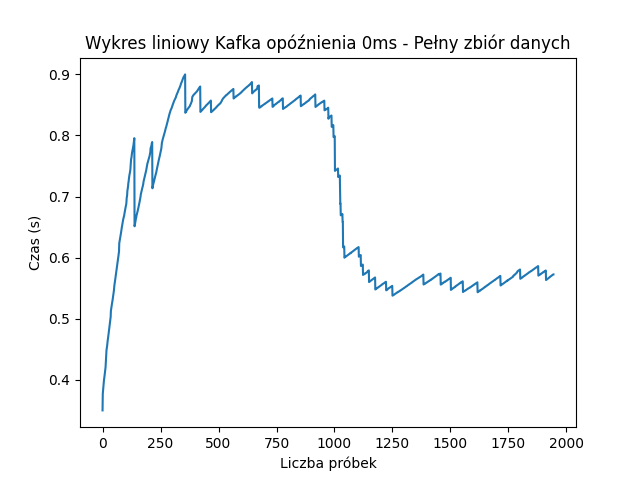 Wykres liniowy Kafka opóźnienia 0ms - Pełny zbiór danych
0.9
0.8
0.7
0.6
0.5
0.4
Czas (s)
0 250 500 750 1000 1250 1500 1750 2000
Liczba próbek